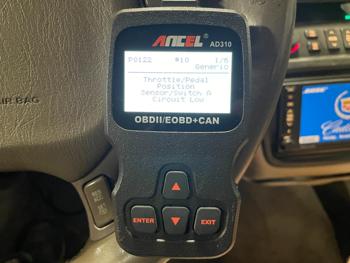 ANCEL
AD310
P0122 #10 1/6
Generic
Throttle/Pedal
Position
Sensor/Switch A
Circuit Low
OBDII/EOBD+CAN
ENTER
EXIT
AIR BAG